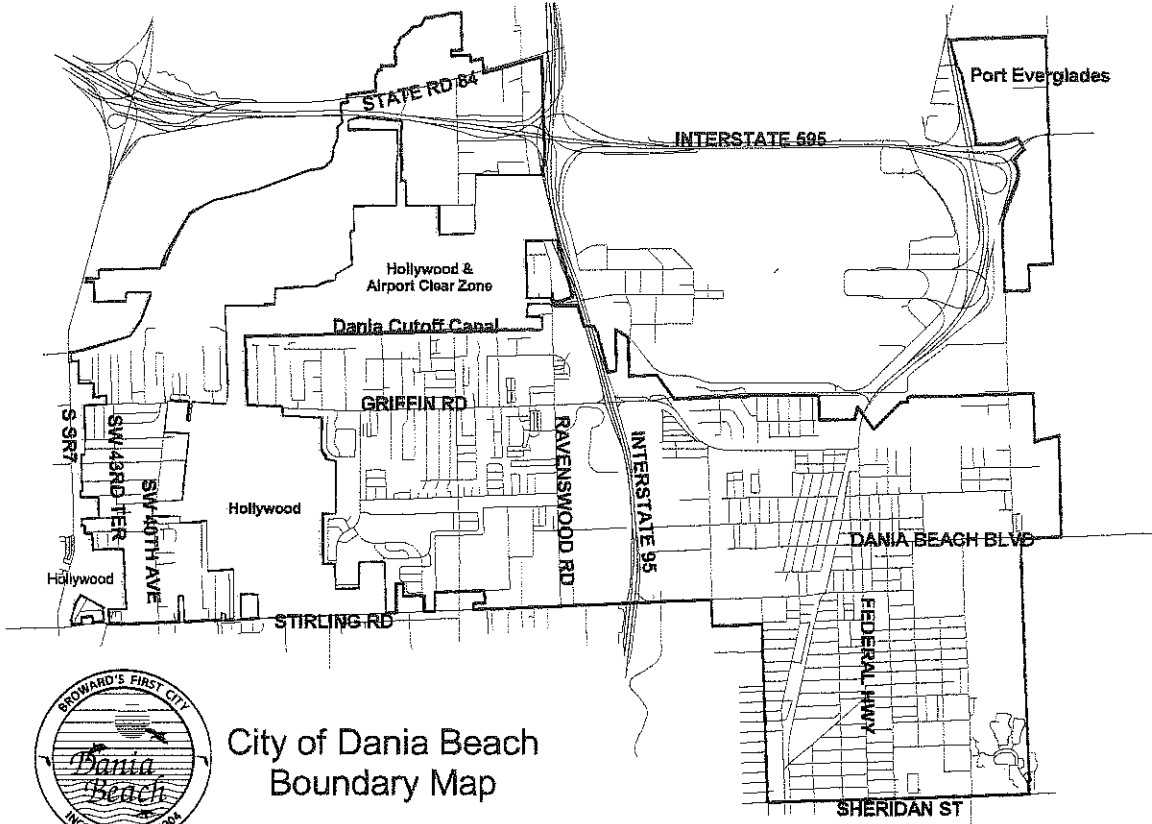 Port Everglades
STATE RD 84
INTERSTATE 595
Hollywood &
Airport Clear Zone
Dania Cutoff Canal
GRIFFIN RD
S SR7
SW 43RD TER
SW 40TH AVE
Hollywood
RAVENSWOOD RD
INTERSTATE 95
DANIA BEACH BLVD
Hollywood
STIRLING RD
FEDERAL HWY
SHERIDAN ST
BROWARD'S FIRST CITY
Dania
Beach
City of Dania Beach
Boundary Map